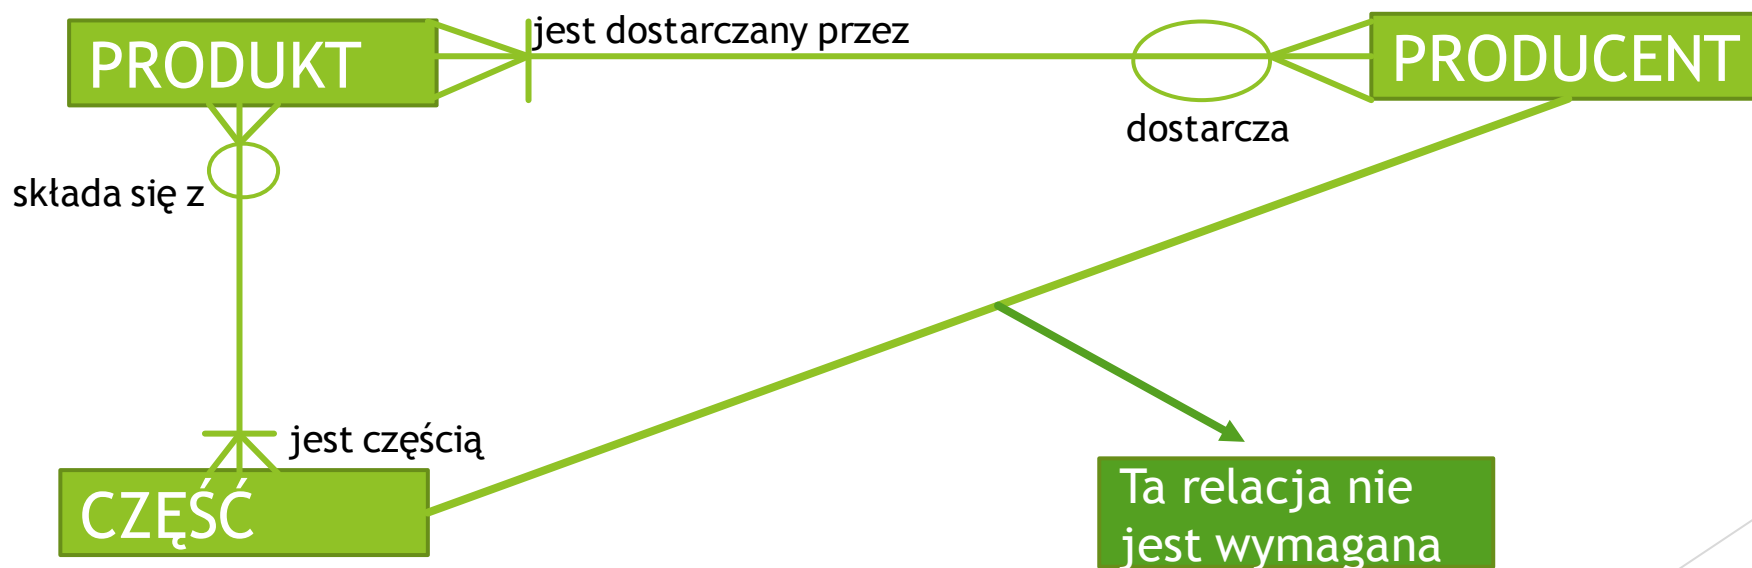 PRODUKT
jest dostarczany przez
PRODUCENT
dostarcza
składa się z
jest częścią
CZĘŚĆ
Ta relacja nie
jest wymagana